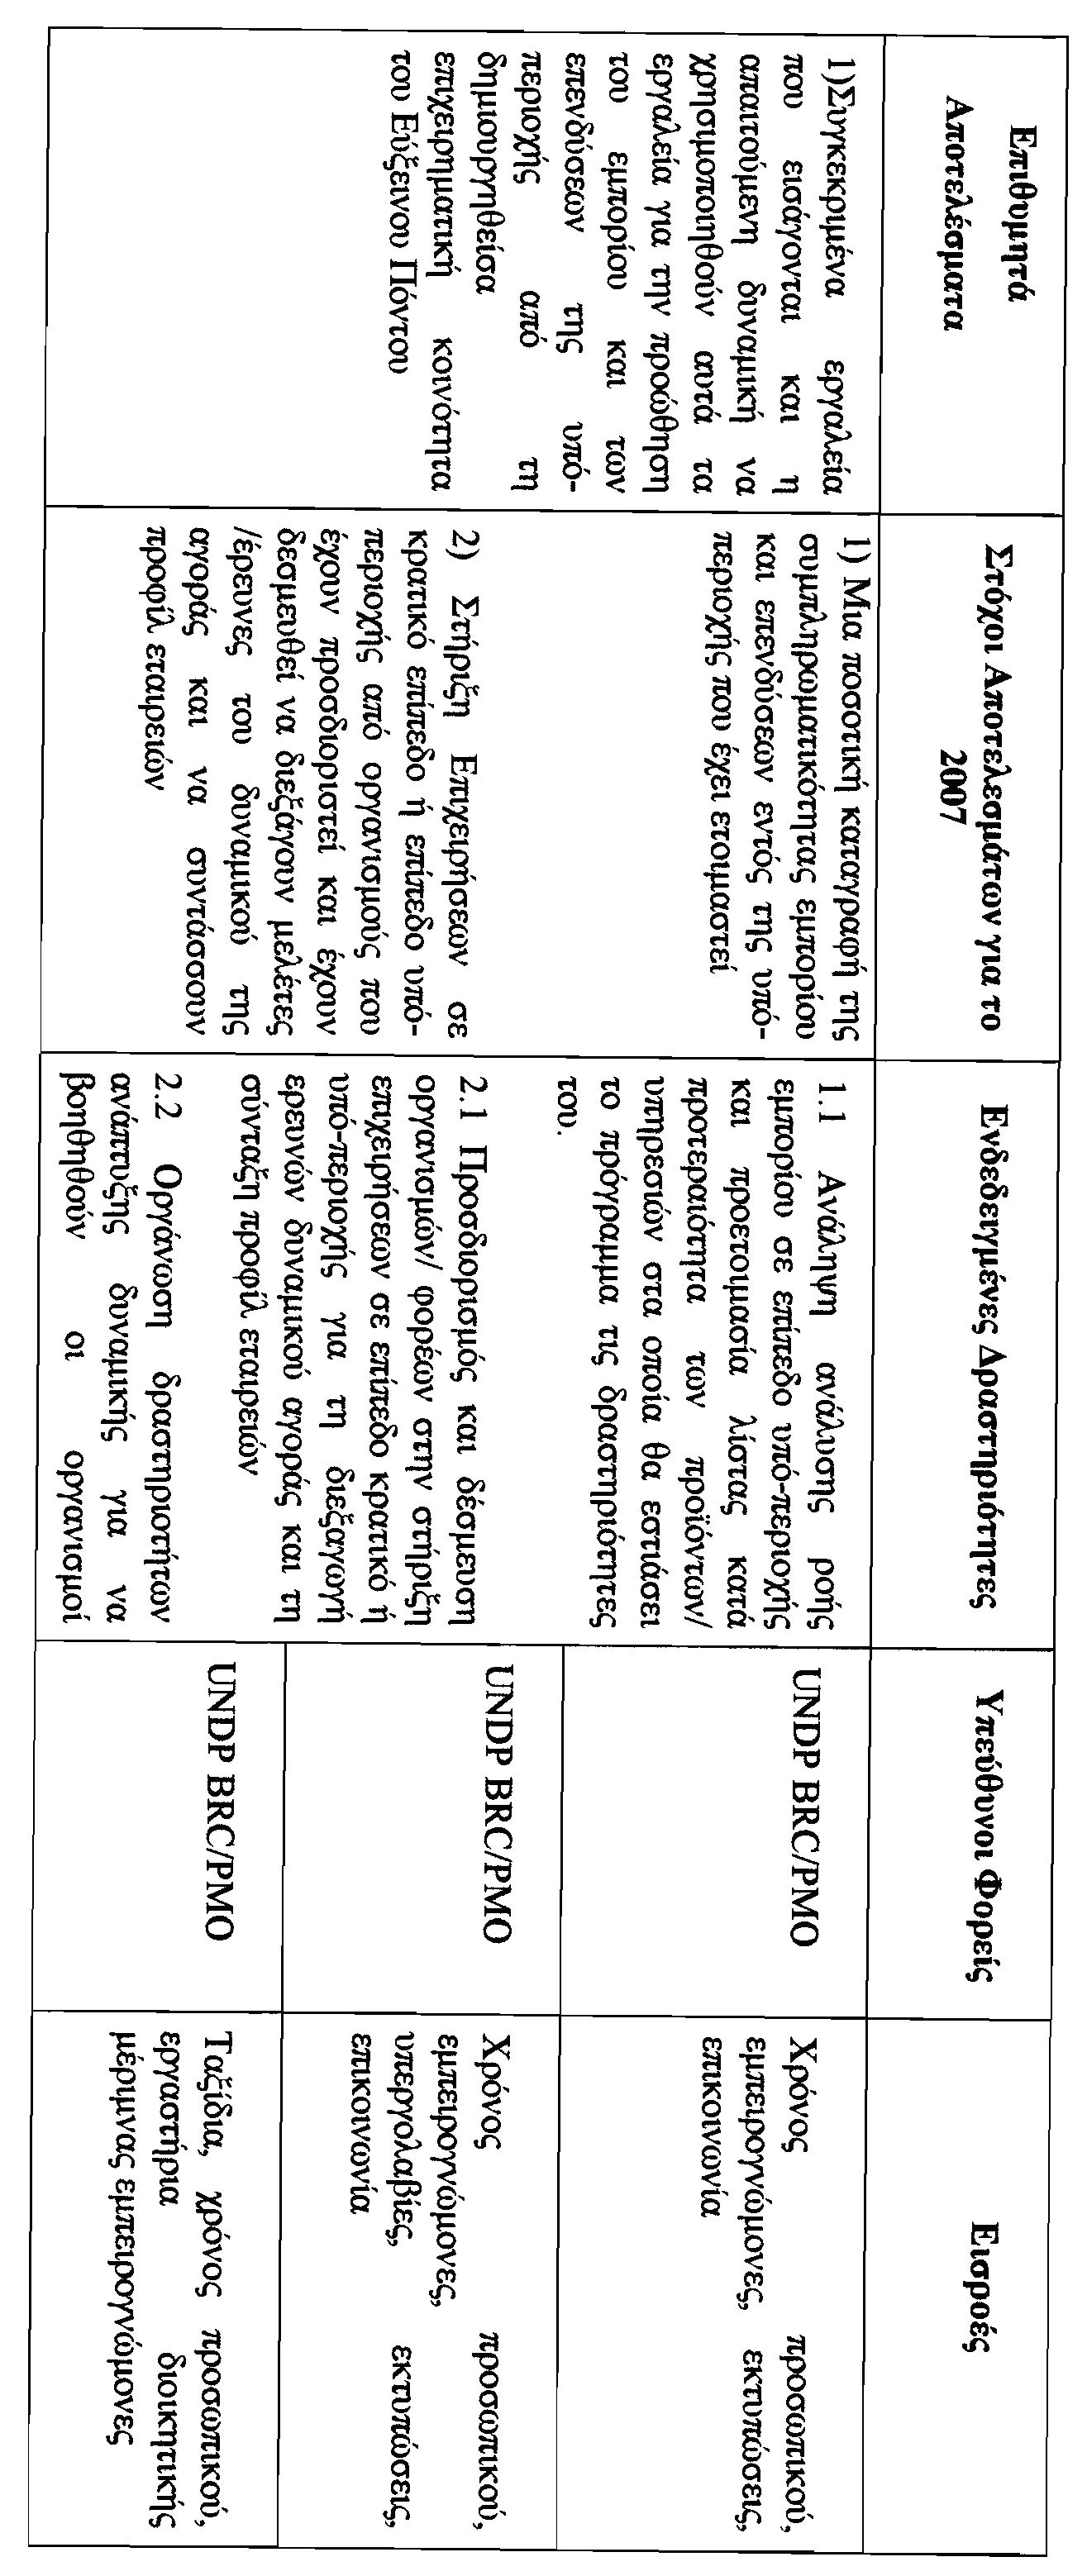 Επιθυμητά
Αποτελέσματα
Στόχοι Αποτελεσμάτων για το
2007
Ενδεδειγμένες Δραστηριότητες
Υπεύθυνοι Φορείς
Εισροές
1)Συγκεκριμένα εργαλεία
που εισάγονται και η
απαιτούμενη δυναμική να
χρησιμοποιηθούν αυτά τα
εργαλεία για την προώθηση
του εμπορίου και των
επενδύσεων της υπό-
περιοχής από τη
δημιουργηθείσα
επιχειρηματική κοινότητα
του Εύξεινου Πόντου
1) Μια ποσοτική καταγραφή της
συμπληρωματικότητας εμπορίου
και επενδύσεων εντός της υπό-
περιοχής που έχει ετοιμαστεί
2) Στήριξη Επιχειρήσεων σε
κρατικό επίπεδο ή επίπεδο υπό-
περιοχής από οργανισμούς που
έχουν προσδιοριστεί και έχουν
δεσμευθεί να διεξάγουν μελέτες
/έρευνες του δυναμικού της
αγοράς και να συντάσσουν
προφίλ εταιρειών
1.1 Ανάληψη ανάλυσης ροής
εμπορίου σε επίπεδο υπό-περιοχής
και προετοιμασία λίστας κατά
προτεραιότητα των προϊόντων/
υπηρεσιών στα οποία θα εστιάσει
το πρόγραμμα τις δραστηριότητες
του.
2.1 Προσδιορισμός και δέσμευση
οργανισμών/ φορέων στην στήριξη
επιχειρήσεων σε επίπεδο κρατικό ή
υπό-περιοχής για τη διεξαγωγή
ερευνών δυναμικού αγοράς και τη
σύνταξη προφίλ εταιρειών
2.2 Οργάνωση δραστηριοτήτων
ανάπτυξης δυναμικής για να
βοηθηθούν οι οργανισμοί
UNDP BRC/PMO
UNDP BRC/PMO
UNDP BRC/PMO
Χρόνος προσωπικού,
εμπειρογνώμονες, εκτυπώσεις,
επικοινωνία
Χρόνος προσωπικού,
εμπειρογνώμονες,
υπεργολαβίες, εκτυπώσεις,
επικοινωνία
Ταξίδια, χρόνος προσωπικού,
εργαστήρια διοικητικής
μέριμνας εμπειρογνώμονες